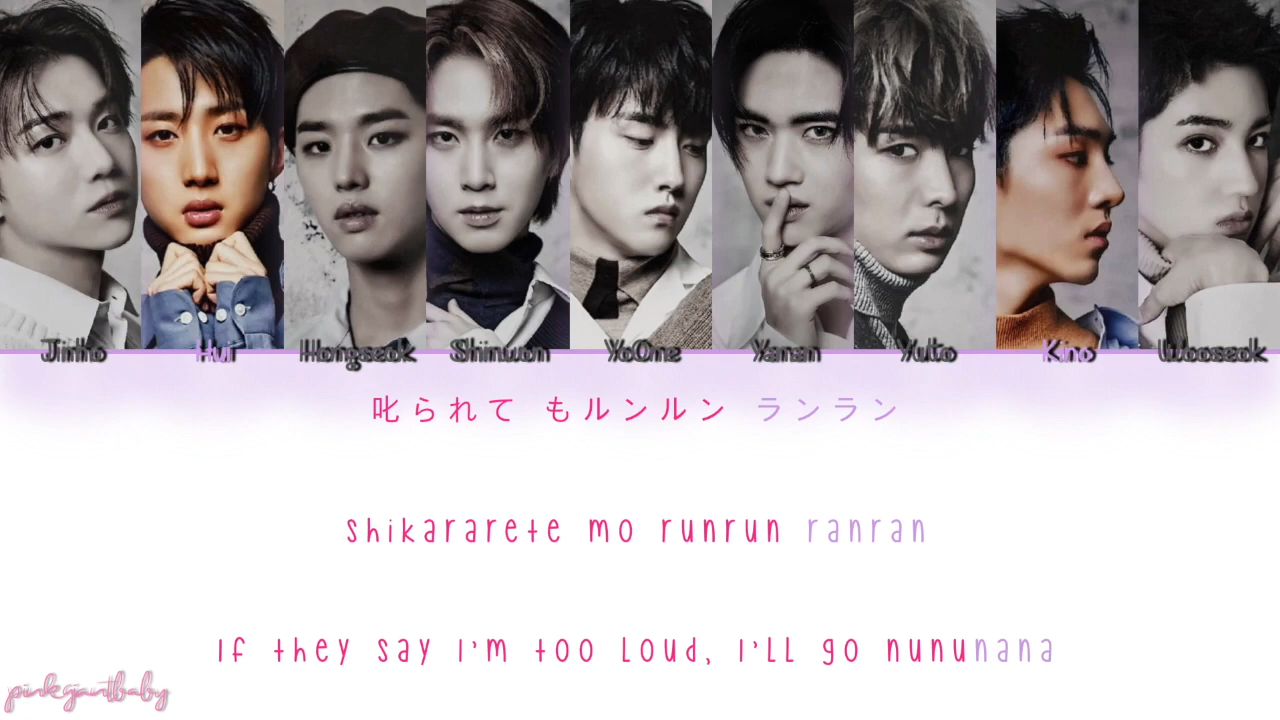 Jinho Hui Hongseok Shinwon YoOne Yanan Yuto Kino Wooseok
叱られて もルンルン ランラン
shikararete mo runrun ranran
If they say I'm too loud, I'll go nununana
pinkgiantbaby